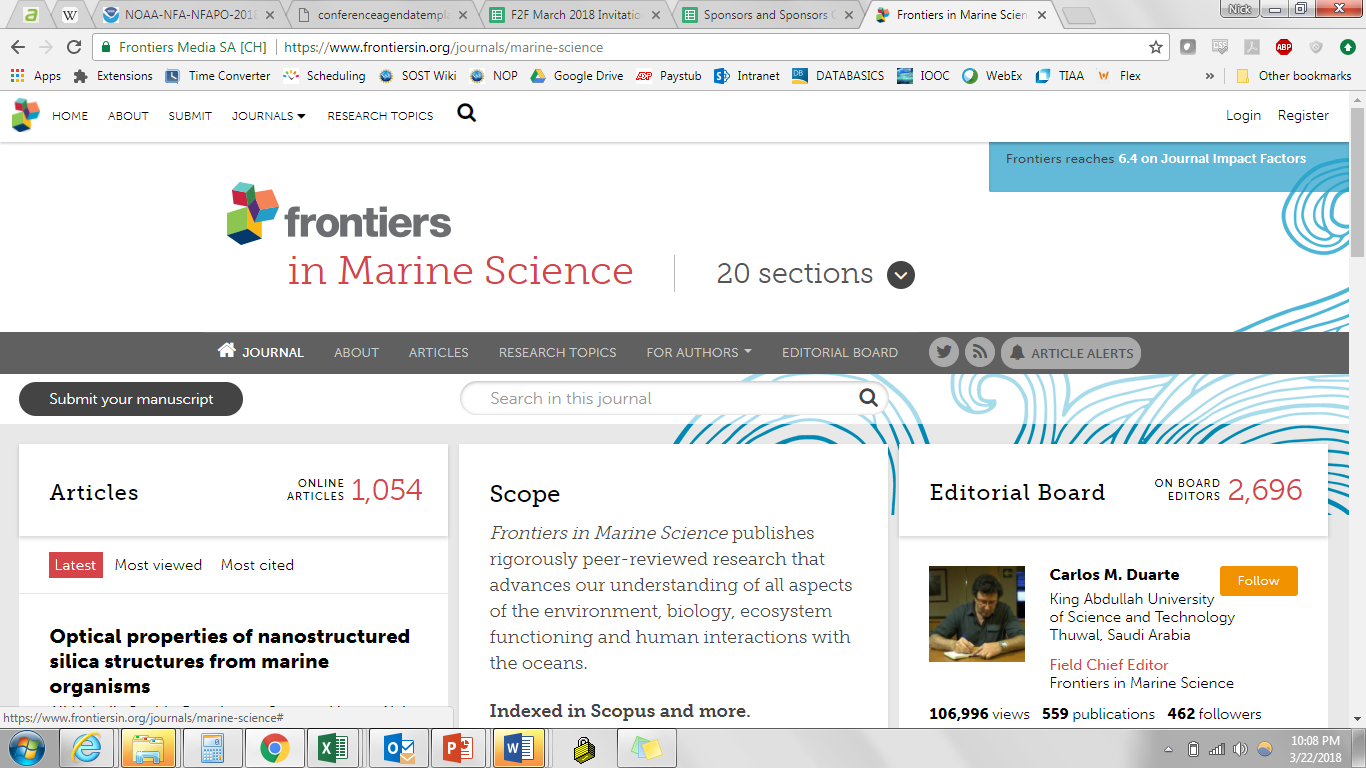 NOAA-NFA-NFAPO-2018
conferenceagendatempl
F2F March 2018 Invitatio
Sponsors and Sponsors C
Frontiers in Marine Scien
Nick
Frontiers Media SA [CH]
https://www.frontiersin.org/journals/marine-science
Apps
Extensions
Time Converter
Scheduling
SOST Wiki
NOP
Google Drive
Paystub
Intranet
DATABASICS
IOOC
WebEx
TIAA
Flex
»
Other bookmarks
HOME
ABOUT
SUBMIT
JOURNALS
RESEARCH TOPICS
Login
Register
Frontiers reaches 6.4 on Journal Impact Factors
frontiers
in Marine Science
20 sections
JOURNAL
ABOUT
ARTICLES
RESEARCH TOPICS
FOR AUTHORS
EDITORIAL BOARD
ARTICLE ALERTS
Submit your manuscript
Search in this journal
Articles
ONLINE
ARTICLES
1,054
Latest
Most viewed
Most cited
Optical properties of nanostructured
silica structures from marine
organisms
Scope
Frontiers in Marine Science publishes
rigorously peer-reviewed research that
advances our understanding of all aspects
of the environment, biology, ecosystem
functioning and human interactions with
the oceans.
Indexed in Scopus and more.
Editorial Board
ON BOARD
EDITORS
2,696
Carlos M. Duarte
Follow
King Abdullah University
of Science and Technology
Thuwal, Saudi Arabia
Field Chief Editor
Frontiers in Marine Science
106,996 views 559 publications 462 followers
https://www.frontiersin.org/journals/marine-science#
10:08 PM
3/22/2018